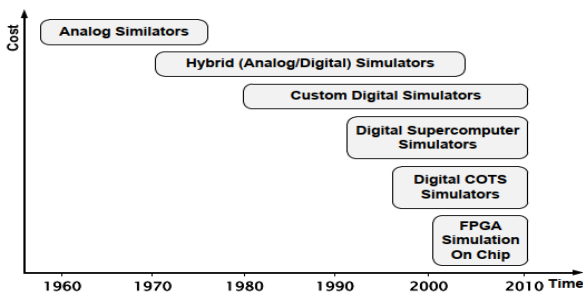 Cost
Analog Similators
Hybrid (Analog/Digital) Simulators
Custom Digital Simulators
Digital Supercomputer
Simulators
Digital COTS
Simulators
FPGA
Simulation
On Chip
1960 1970 1980 1990 2000 2010 Time